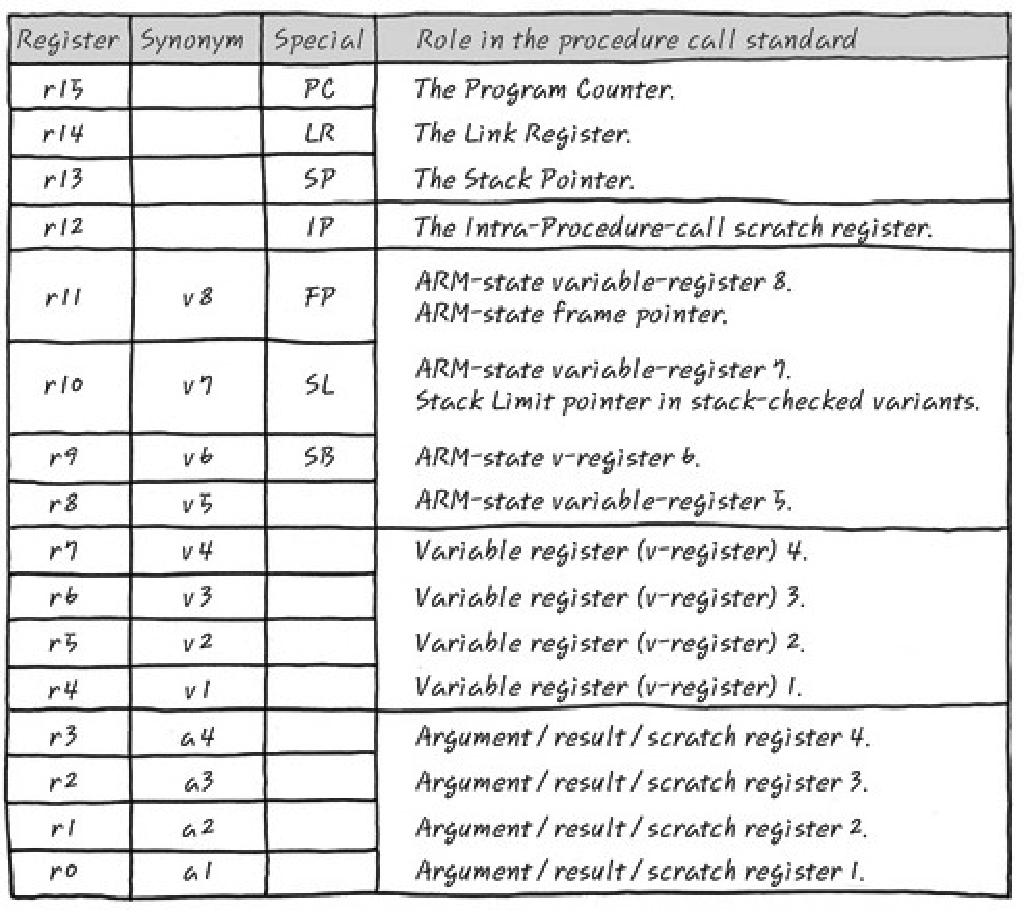 Register Synonym Special Role in the procedure call standard
r15 PC The Program Counter.
r14 LR The Link Register.
r13 SP The Stack Pointer.
r12 IP The Intra-Procedure-call scratch register.
r11 v8 FP ARM-state variable-register 8.
ARM-state frame pointer.
r10 v7 SL ARM-state variable-register 7.
Stack Limit pointer in stack-checked variants.
r9 v6 SB ARM-state v-register 6.
r8 v5 ARM-state variable-register 5.
r7 v4 Variable register (v-register) 4.
r6 v3 Variable register (v-register) 3.
r5 v2 Variable register (v-register) 2.
r4 v1 Variable register (v-register) 1.
r3 a4 Argument / result / scratch register 4.
r2 a3 Argument / result / scratch register 3.
r1 a2 Argument / result / scratch register 2.
r0 a1 Argument / result / scratch register 1.